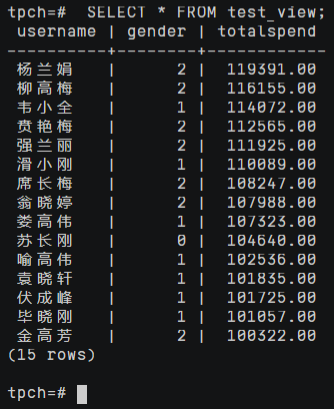 tpch=#  SELECT * FROM test_view;
 username | gender | totalspend
----------+--------+------------
 杨兰娟   |      2 |  119391.00
 柳高梅   |      2 |  116155.00
 韦小全   |      1 |  114072.00
 贲艳梅   |      2 |  112565.00
 强兰丽   |      2 |  111925.00
 滑小刚   |      1 |  110089.00
 席长梅   |      2 |  108247.00
 翁晓婷   |      2 |  107988.00
 娄高伟   |      1 |  107323.00
 苏长刚   |      0 |  104640.00
 喻高伟   |      1 |  102536.00
 袁晓轩   |      1 |  101835.00
 伏成峰   |      1 |  101725.00
 毕晓刚   |      1 |  101057.00
 金高芳   |      2 |  100322.00
(15 rows)
tpch=#